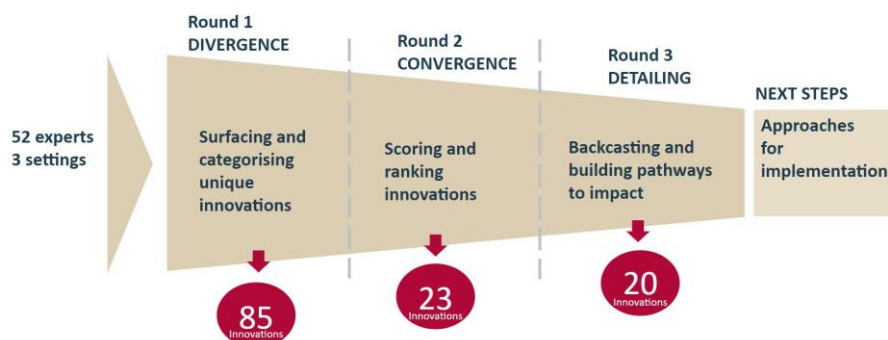 52 experts
3 settings
Round 1
DIVERGENCE
Surfacing and
categorising
unique
innovations
85
Innovations
Round 2
CONVERGENCE
Scoring and
ranking
innovations
23
Innovations
Round 3
DETAILING
Backcasting and
building pathways
to impact
20
Innovations
NEXT STEPS
Approaches
for
implementation